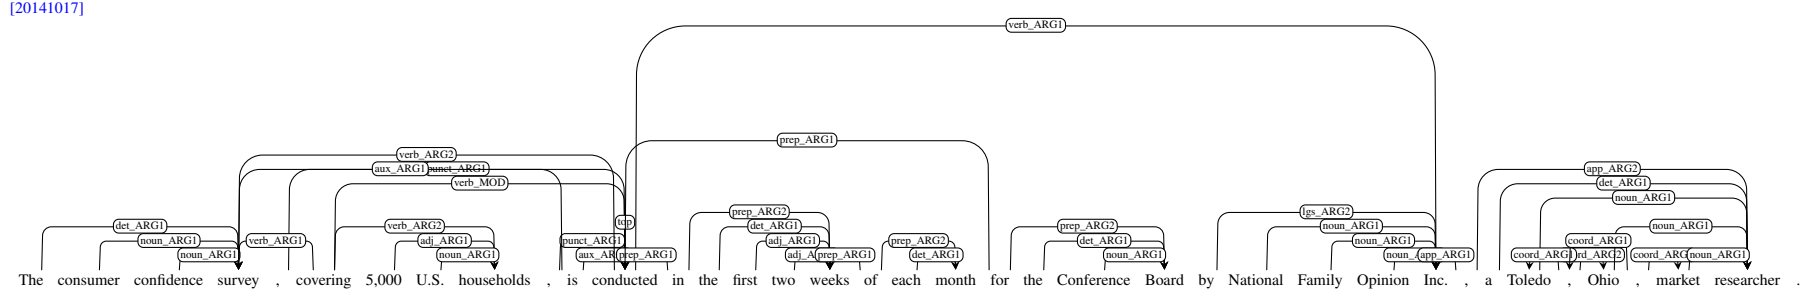 [20141017]
verb_ARG1
prep_ARG1
verb_ARG2
aux_ARG1 punct_ARG1 app_ARG2
verb_MOD det_ARG1
noun_ARG1
prep_ARG2 lgs_ARG2
top
det_ARG1 verb_ARG2 det_ARG1 prep_ARG2 noun_ARG1 noun_ARG1
noun_ARG1 verb_ARG1 adj_ARG1 punct_ARG1 adj_ARG1 prep_ARG2 det_ARG1 noun_ARG1 coord_ARG1
noun_ARG1 noun_ARG1 prep_ARG1 prep_ARG1 det_ARG1 noun_ARG1 app_ARG1 noun_ARG1
The consumer confidence survey , covering 5,000 U.S. households , is conducted in the first two weeks of each month for the Conference Board by National Family Opinion Inc. , a Toledo , Ohio , market researcher .